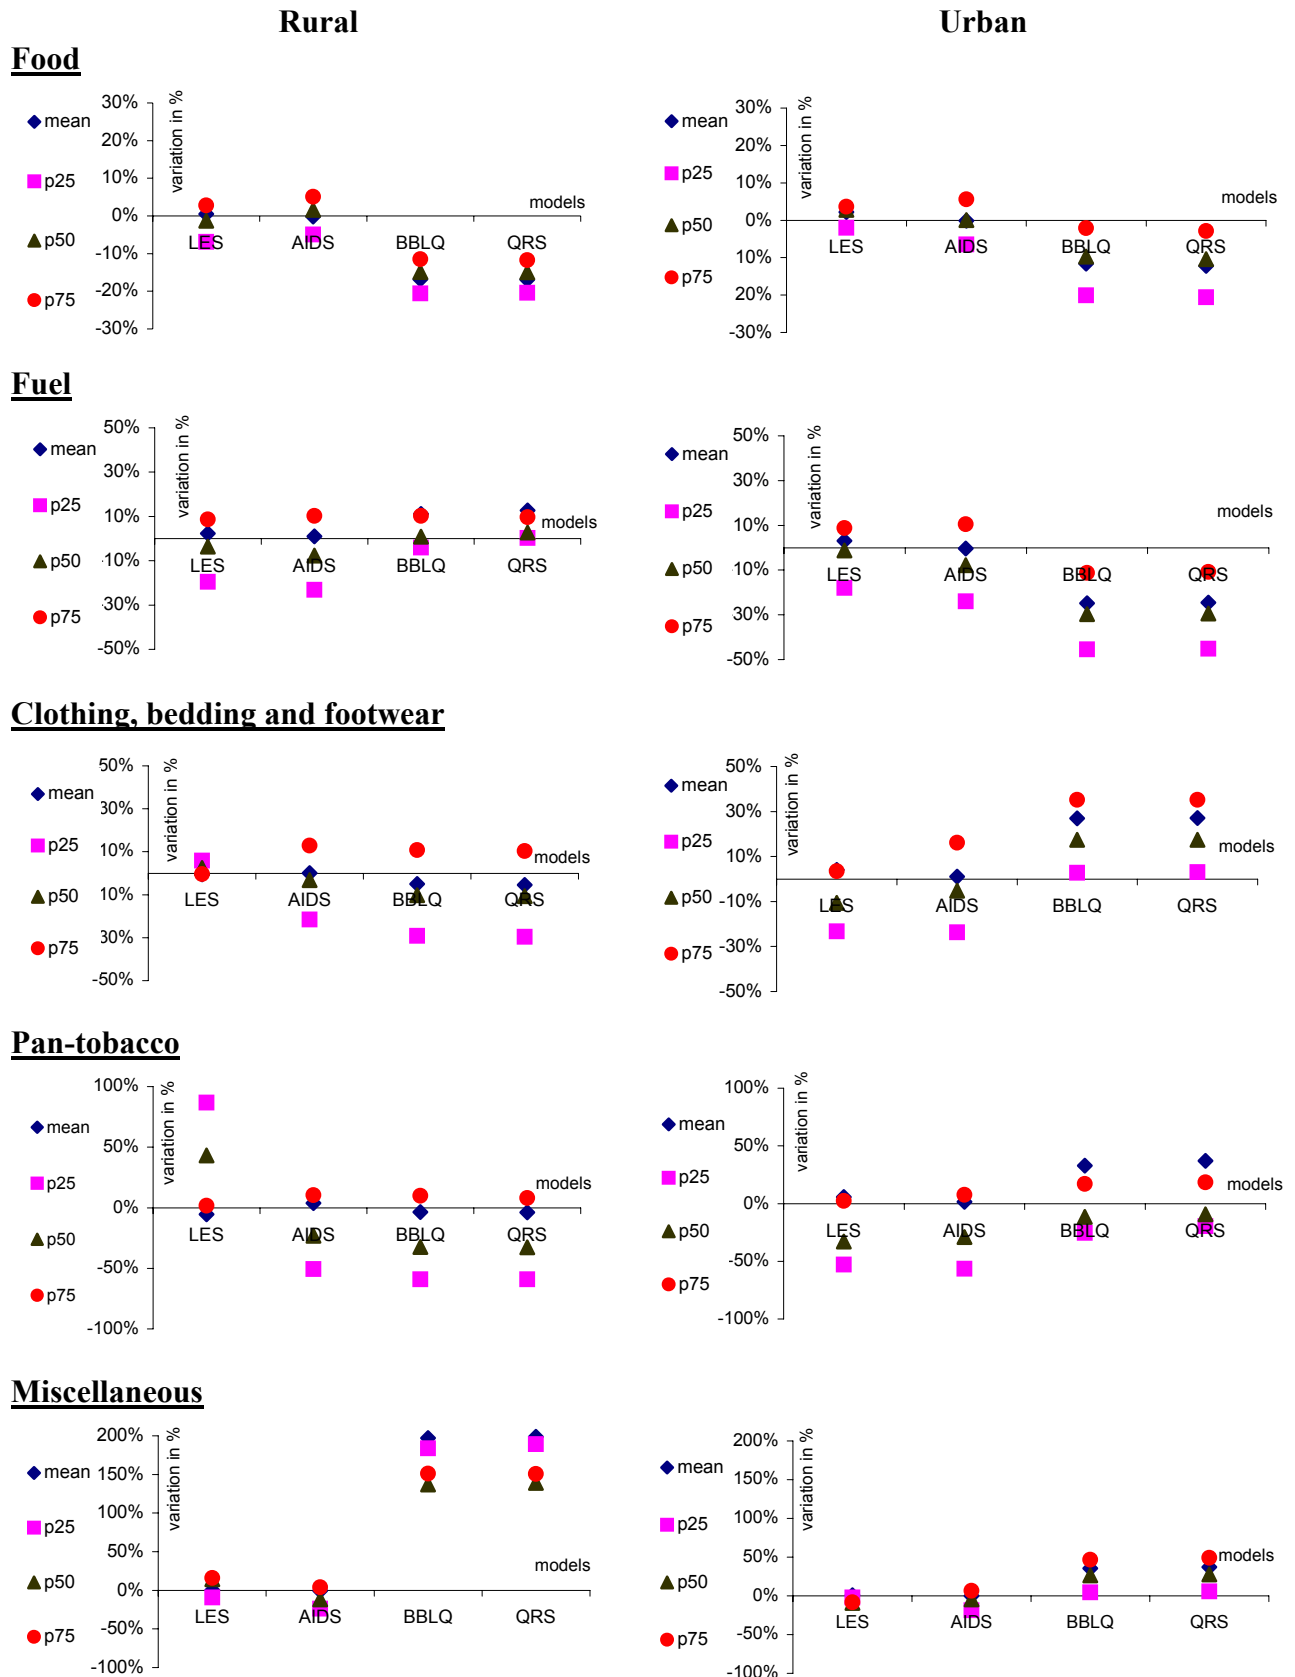 Rural Urban
Food
30%
20%
10%
0%
-10%
-20%
-30%
variation in %
models
mean
p25
p50
p75
LES AIDS BBLQ QRS
30%
20%
10%
0%
10%
20%
30%
variation in %
models
mean
p25
p50
p75
LES AIDS BBLQ QRS
Fuel
50%
30%
10%
-10%
-30%
-50%
variation in %
models
mean
p25
p50
p75
LES AIDS BBLQ QRS
50%
30%
10%
10%
30%
-50%
variation in %
models
mean
p25
p50
p75
LES AIDS BBLQ QRS
Clothing, bedding and footwear
50%
30%
10%
10%
30%
-50%
variation in %
models
mean
p25
p50
p75
LES AIDS BBLQ QRS
50%
30%
10%
-10%
-30%
-50%
variation in %
models
mean
p25
p50
p75
LES AIDS BBLQ QRS
Pan-tobacco
100%
50%
0%
-50%
-100%
variation in %
models
mean
p25
p50
p75
LES AIDS BBLQ QRS
100%
50%
0%
-50%
-100%
variation in %
models
mean
p25
p50
p75
LES AIDS BBLQ QRS
Miscellaneous
200%
150%
100%
50%
0%
-50%
-100%
variation in %
models
mean
p25
p50
p75
LES AIDS BBLQ QRS
200%
150%
100%
50%
0%
-50%
-100%
variation in %
models
mean
p25
p50
p75
LES AIDS BBLQ QRS